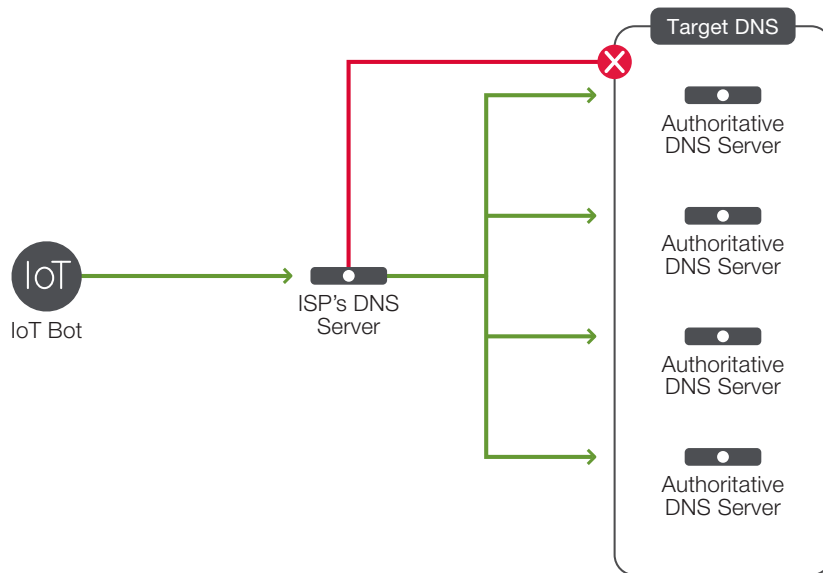 Target DNS
Authoritative
DNS Server
Authoritative
DNS Server
IoT
IoT Bot
ISP's DNS
Server
Authoritative
DNS Server
Authoritative
DNS Server